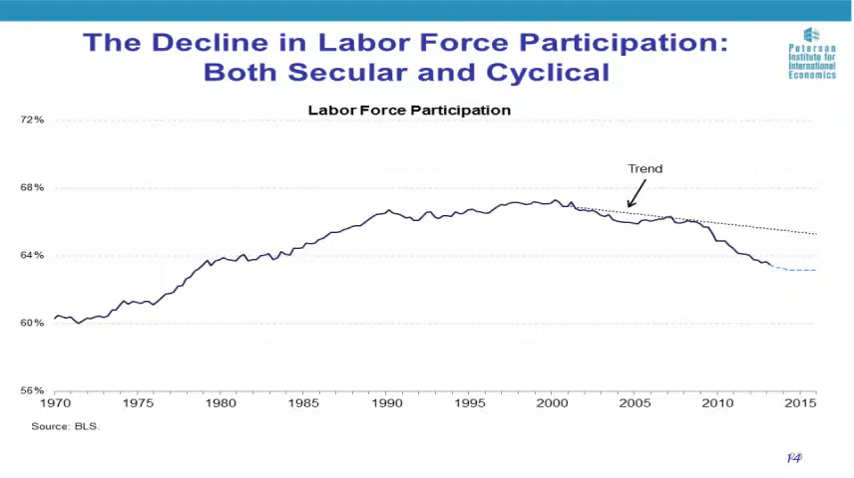 The Decline in Labor Force Participation:
Both Secular and Cyclical
Peterson
Institute for
International
Economics
Labor Force Participation
72%
Trend
68%
64%
60%
56%
1970 1975 1980 1985 1990 1995 2000 2005 2010 2015
Source: BLS.